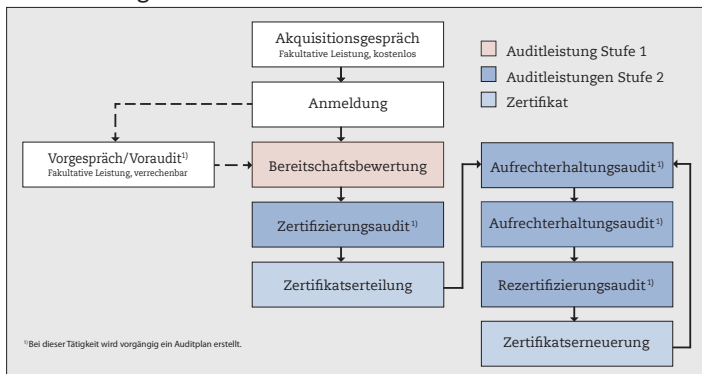 Akquisitionsgespräch
Fakultative Leistung, kostenlos
Auditleistung Stufe 1
Auditleistungen Stufe 2
Zertifikat
Anmeldung
Vorgespräch/Voraudit¹⁾
Fakultative Leistung, verrechenbar
Bereitschaftsbewertung
Zertifizierungsaudit¹⁾
Zertifikatserteilung
Aufrechterhaltungsaudit¹⁾
Aufrechterhaltungsaudit¹⁾
Rezertifizierungsaudit¹⁾
Zertifikatserneuerung
¹⁾ Bei dieser Tätigkeit wird vorgängig ein Auditplan erstellt.